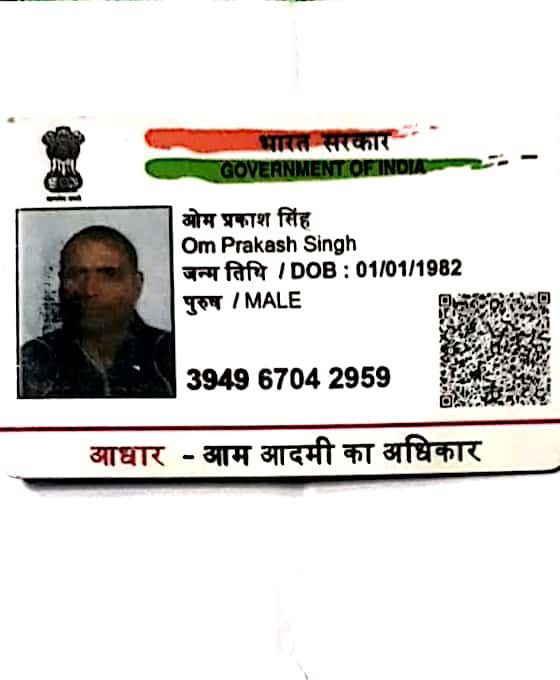 भारत सरकार
GOVERNMENT OF INDIA
ओम प्रकाश सिंह
Om Prakash Singh
जन्म तिथि / DOB : 01/01/1982
पुरुष / MALE
3949 6704 2959
आधार - आम आदमी का अधिकार